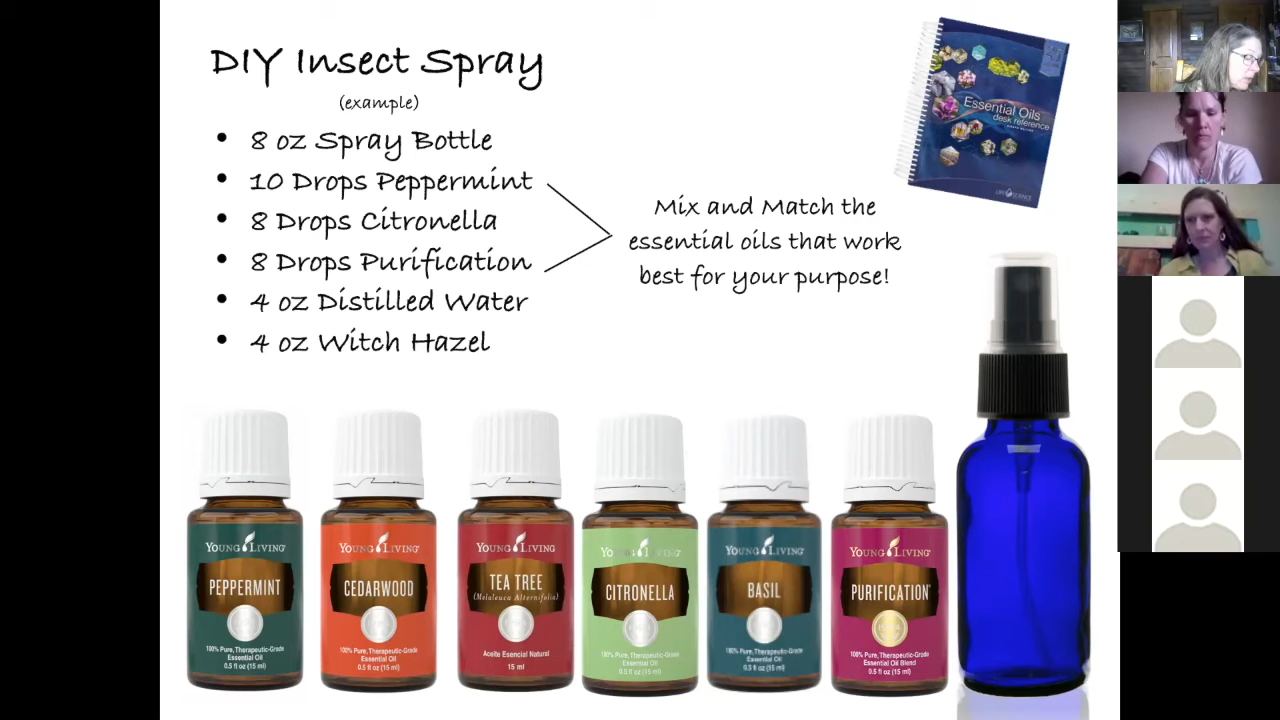 DIY Insect Spray
(example)
• 8 oz Spray Bottle
• 10 Drops Peppermint
• 8 Drops Citronella
• 8 Drops Purification
• 4 oz Distilled Water
• 4 oz Witch Hazel
Mix and Match the
essential oils that work
best for your purpose!
Essential Oils
desk reference
LIFE SCIENCE
YOUNG LIVING
PEPPERMINT
100% Pure, Therapeutic-Grade
Essential Oil
0.5 fl oz (15 ml)
YOUNG LIVING
CEDARWOOD
100% Pure, Therapeutic-Grade
Essential Oil
0.5 fl oz (15 ml)
YOUNG LIVING
TEA TREE
(Melaleuca Alternifolia)
Aceite Esencial Natural
15 ml
YOUNG LIVING
CITRONELLA
100% Pure, Therapeutic-Grade
Essential Oil
0.5 fl oz (15 ml)
YOUNG LIVING
BASIL
100% Pure, Therapeutic-Grade
Essential Oil
0.5 fl oz (15 ml)
YOUNG LIVING
PURIFICATION
100% Pure, Therapeutic-Grade
Essential Oil Blend
0.5 fl oz (15 ml)